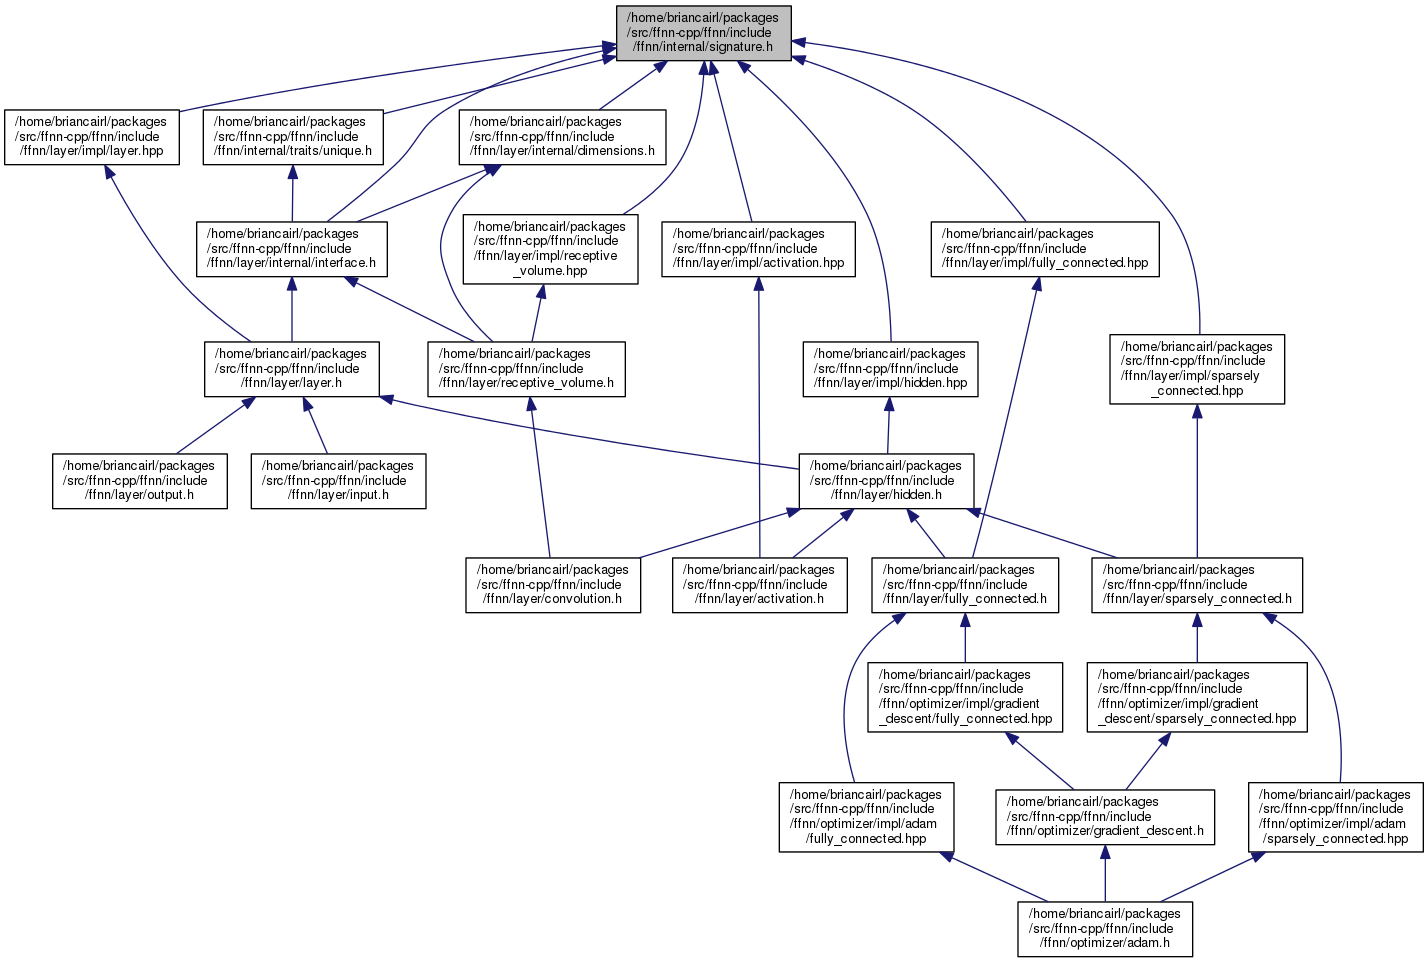 /home/briancairl/packages
/src/ffnn-cpp/ffnn/include
/ffnn/internal/signature.h
/home/briancairl/packages
/src/ffnn-cpp/ffnn/include
/ffnn/layer/impl/layer.hpp
/home/briancairl/packages
/src/ffnn-cpp/ffnn/include
/ffnn/internal/traits/unique.h
/home/briancairl/packages
/src/ffnn-cpp/ffnn/include
/ffnn/layer/internal/dimensions.h
/home/briancairl/packages
/src/ffnn-cpp/ffnn/include
/ffnn/layer/internal/interface.h
/home/briancairl/packages
/src/ffnn-cpp/ffnn/include
/ffnn/layer/impl/receptive
_volume.hpp
/home/briancairl/packages
/src/ffnn-cpp/ffnn/include
/ffnn/layer/impl/activation.hpp
/home/briancairl/packages
/src/ffnn-cpp/ffnn/include
/ffnn/layer/impl/fully_connected.hpp
/home/briancairl/packages
/src/ffnn-cpp/ffnn/include
/ffnn/layer/layer.h
/home/briancairl/packages
/src/ffnn-cpp/ffnn/include
/ffnn/layer/receptive_volume.h
/home/briancairl/packages
/src/ffnn-cpp/ffnn/include
/ffnn/layer/impl/hidden.hpp
/home/briancairl/packages
/src/ffnn-cpp/ffnn/include
/ffnn/layer/impl/sparsely
_connected.hpp
/home/briancairl/packages
/src/ffnn-cpp/ffnn/include
/ffnn/layer/output.h
/home/briancairl/packages
/src/ffnn-cpp/ffnn/include
/ffnn/layer/input.h
/home/briancairl/packages
/src/ffnn-cpp/ffnn/include
/ffnn/layer/hidden.h
/home/briancairl/packages
/src/ffnn-cpp/ffnn/include
/ffnn/layer/convolution.h
/home/briancairl/packages
/src/ffnn-cpp/ffnn/include
/ffnn/layer/activation.h
/home/briancairl/packages
/src/ffnn-cpp/ffnn/include
/ffnn/layer/fully_connected.h
/home/briancairl/packages
/src/ffnn-cpp/ffnn/include
/ffnn/layer/sparsely_connected.h
/home/briancairl/packages
/src/ffnn-cpp/ffnn/include
/ffnn/optimizer/impl/gradient
_descent/fully_connected.hpp
/home/briancairl/packages
/src/ffnn-cpp/ffnn/include
/ffnn/optimizer/impl/gradient
_descent/sparsely_connected.hpp
/home/briancairl/packages
/src/ffnn-cpp/ffnn/include
/ffnn/optimizer/impl/adam
/fully_connected.hpp
/home/briancairl/packages
/src/ffnn-cpp/ffnn/include
/ffnn/optimizer/gradient_descent.h
/home/briancairl/packages
/src/ffnn-cpp/ffnn/include
/ffnn/optimizer/impl/adam
/sparsely_connected.hpp
/home/briancairl/packages
/src/ffnn-cpp/ffnn/include
/ffnn/optimizer/adam.h